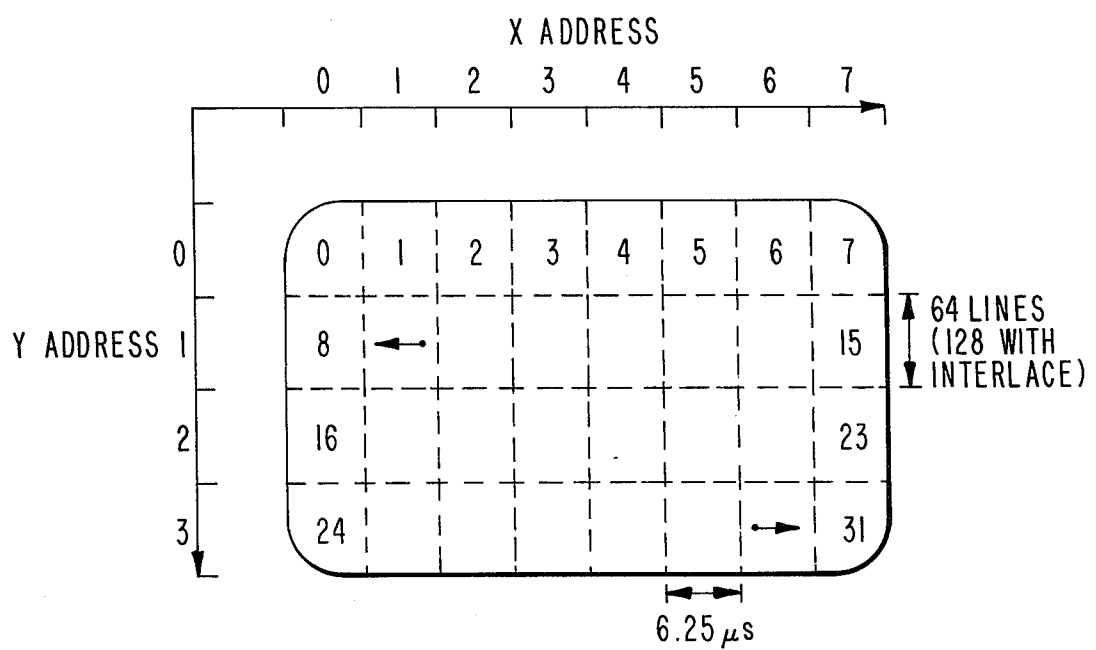 X ADDRESS
0 1 2 3 4 5 6 7
0 0 1 2 3 4 5 6 7
Y ADDRESS 1 8 15
64 LINES
(128 WITH
INTERLACE)
2 16 23
3 24 31
6.25 µs